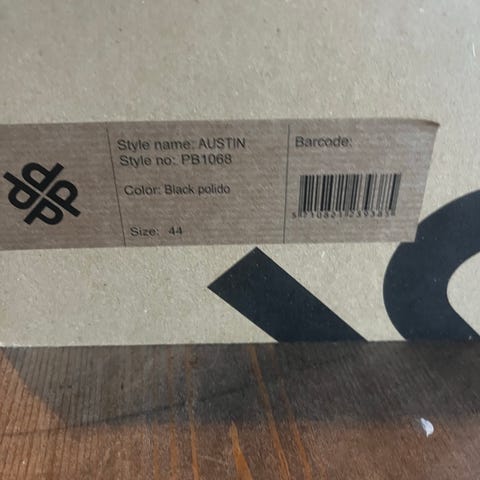 Style name: AUSTIN
Style no: PB1068
Color: Black polido
Size: 44
Barcode: